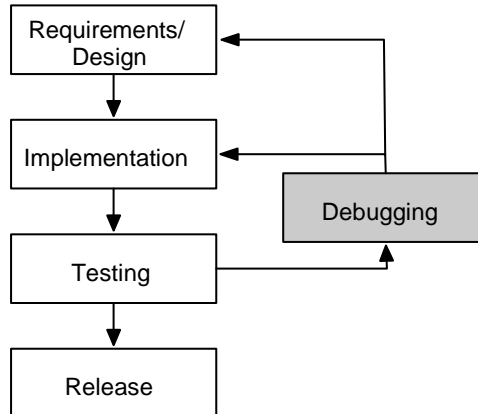 Requirements/
Design
Implementation
Debugging
Testing
Release